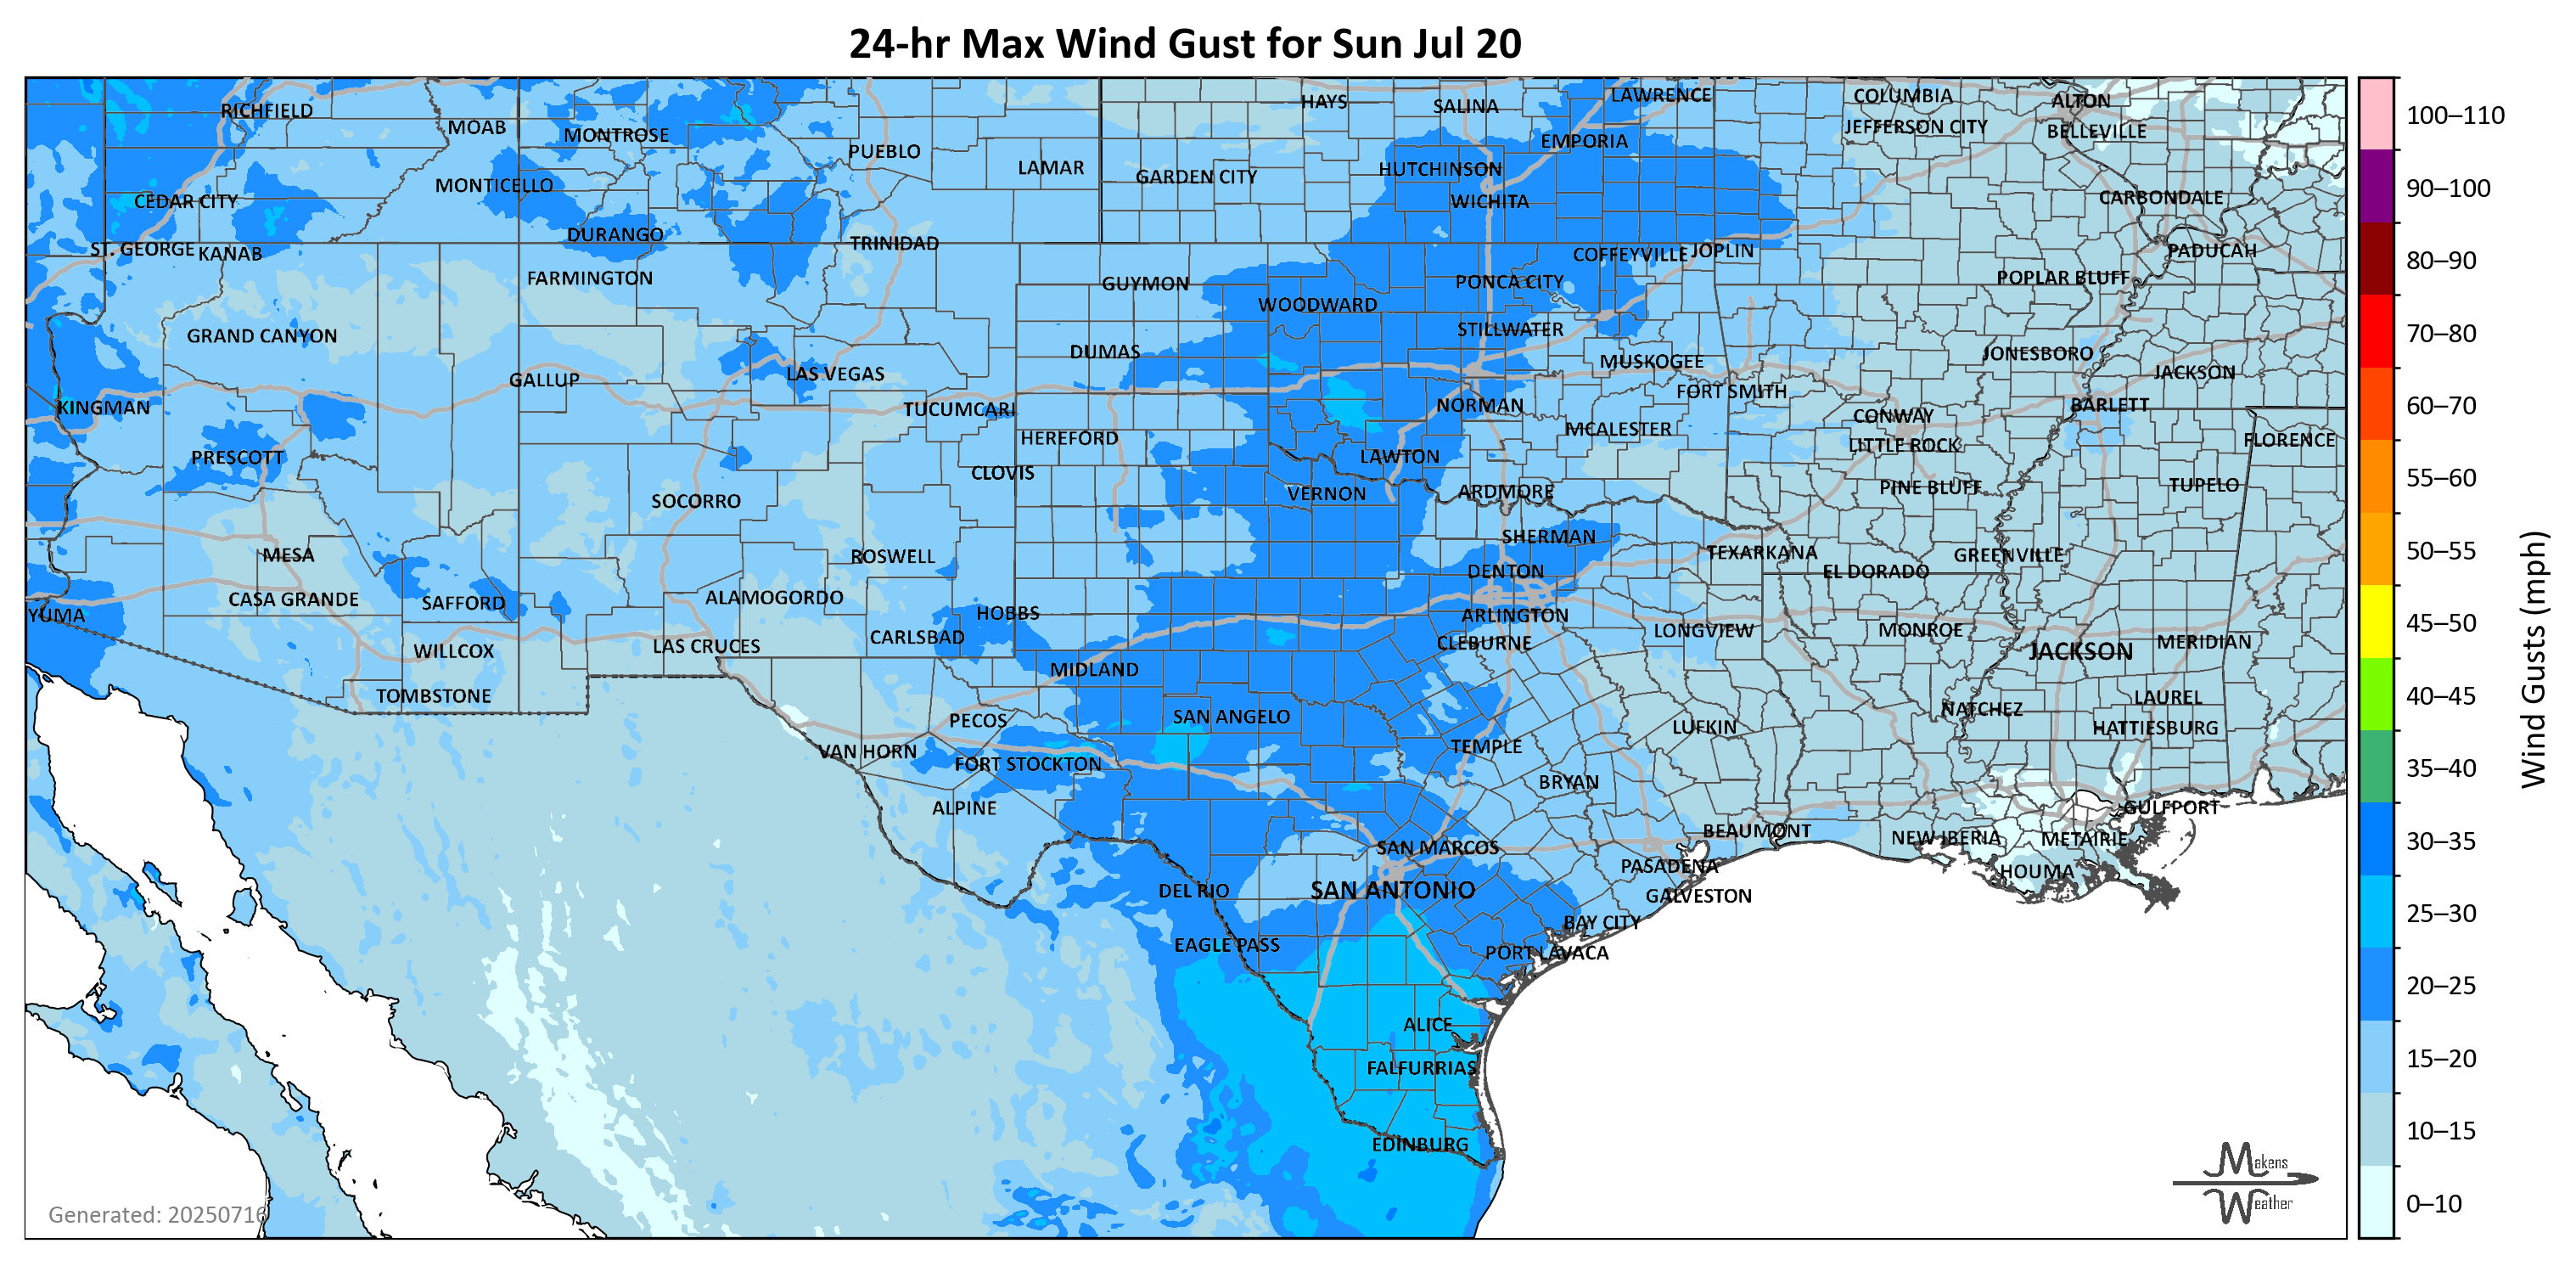 24-hr Max Wind Gust for Sun Jul 20
RICHFIELD
MOAB
MONTROSE
PUEBLO
LAMAR
GARDEN CITY
HAYS
SALINA
LAWRENCE
EMPORIA
HUTCHINSON
WICHITA
COLUMBIA
JEFFERSON CITY
ALTON
BELLEVILLE
CARBONDALE
PADUCAH
CEDAR CITY
MONTICELLO
ST. GEORGE
KANAB
DURANGO
TRINIDAD
FARMINGTON
GUYMON
WOODWARD
PONCA CITY
COFFEYVILLE
JOPLIN
POPLAR BLUFF
GRAND CANYON
STILLWATER
DUMAS
MUSKOGEE
JONESBORO
JACKSON
GALLUP
LAS VEGAS
KINGMAN
TUCUMCARI
NORMAN
FORT SMITH
CONWAY
BARLETT
PRESCOTT
HEREFORD
MCALESTER
LITTLE ROCK
FLORENCE
CLOVIS
LAWTON
SOCORRO
VERNON
ARDMORE
PINE BLUFF
TUPELO
MESA
ROSWELL
SHERMAN
TEXARKANA
GREENVILLE
DENTON
EL DORADO
CASA GRANDE
SAFFORD
ALAMOGORDO
YUMA
HOBBS
ARLINGTON
CARLSBAD
CLEBURNE
LONGVIEW
MONROE
WILLCOX
LAS CRUCES
JACKSON
MERIDIAN
MIDLAND
TOMBSTONE
LAUREL
PECOS
SAN ANGELO
NATCHEZ
LUFKIN
HATTIESBURG
VAN HORN
FORT STOCKTON
TEMPLE
BRYAN
ALPINE
GULFPORT
BEAUMONT
NEW IBERIA
METAIRIE
SAN MARCOS
PASADENA
HOUMA
DEL RIO
SAN ANTONIO
GALVESTON
BAY CITY
EAGLE PASS
PORT LAVACA
ALICE
FALFURRIAS
EDINBURG
Generated: 20250716
Makens
Weather
100–110
90–100
80–90
70–80
60–70
55–60
50–55
45–50
40–45
35–40
30–35
25–30
20–25
15–20
10–15
0–10
Wind Gusts (mph)